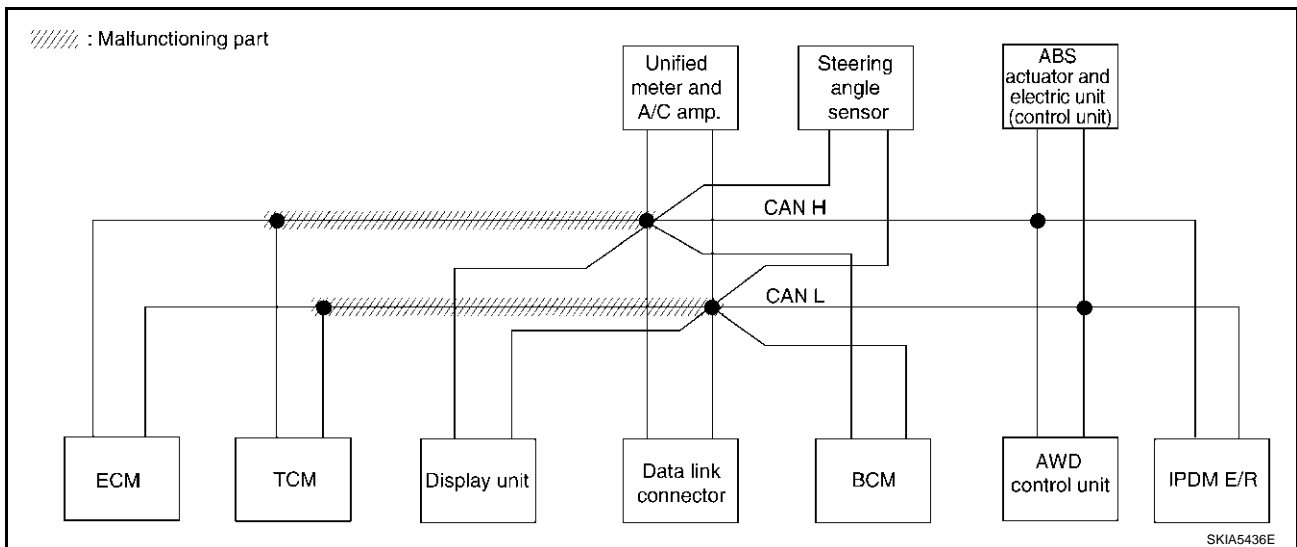 : Malfunctioning part
Unified
meter and
A/C amp.
Steering
angle
sensor
ABS
actuator and
electric unit
(control unit)
CAN H
CAN L
ECM
TCM
Display unit
Data link
connector
BCM
AWD
control unit
IPDM E/R
SKIA5436E